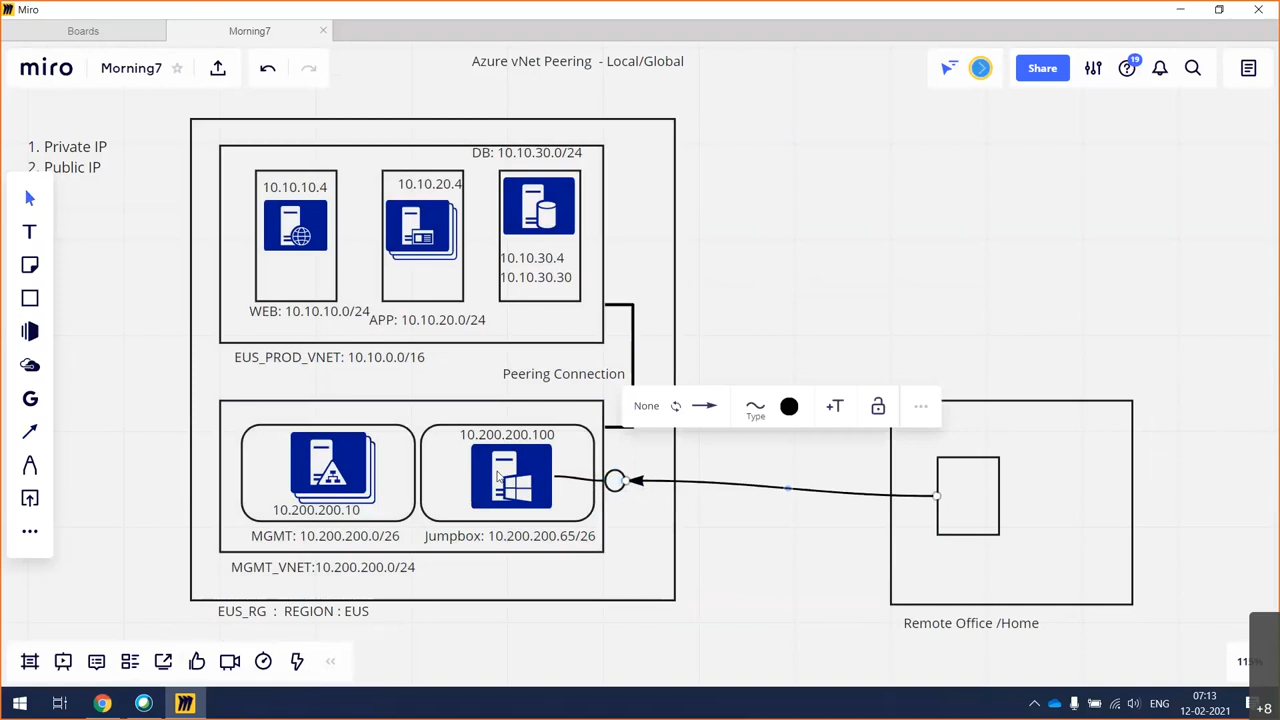 Miro
Boards
Morning7
miro
Morning7
Azure vNet Peering - Local/Global
Share
19
1. Private IP
2. Public IP
DB: 10.10.30.0/24
10.10.10.4
10.10.20.4
10.10.30.4
10.10.30.30
WEB: 10.10.10.0/24
APP: 10.10.20.0/24
EUS_PROD_VNET: 10.10.0.0/16
Peering Connection
None
Type
+T
10.200.200.100
10.200.200.10
MGMT: 10.200.200.0/26
Jumpbox: 10.200.200.65/26
MGMT_VNET:10.200.200.0/24
EUS_RG : REGION : EUS
Remote Office /Home
ENG
07:13
12-02-2021
+8